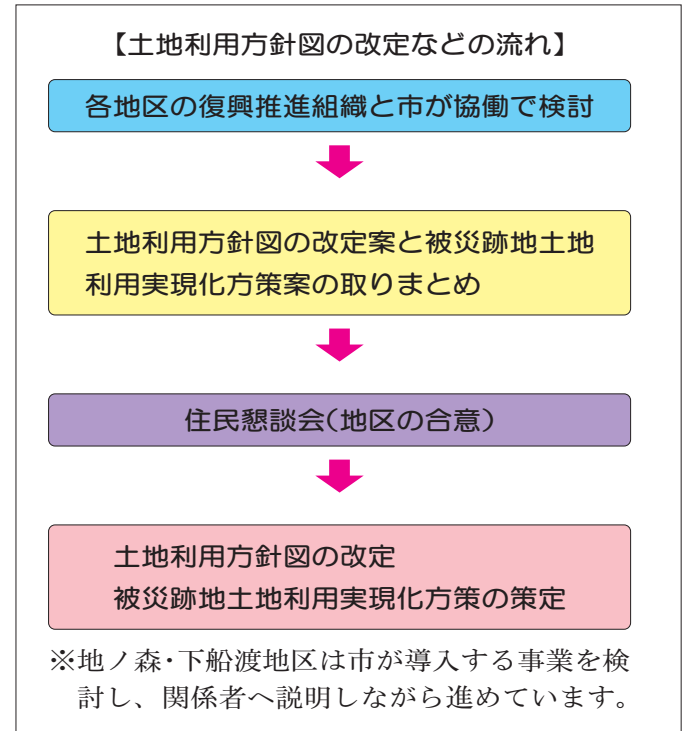 【土地利用方針図の改定などの流れ】
各地区の復興推進組織と市が協働で検討
土地利用方針図の改定案と被災跡地土地
利用実現化方策案の取りまとめ
住民懇談会(地区の合意)
土地利用方針図の改定
被災跡地土地利用実現化方策の策定
※地ノ森・下船渡地区は市が導入する事業を検
討し、関係者へ説明しながら進めています。